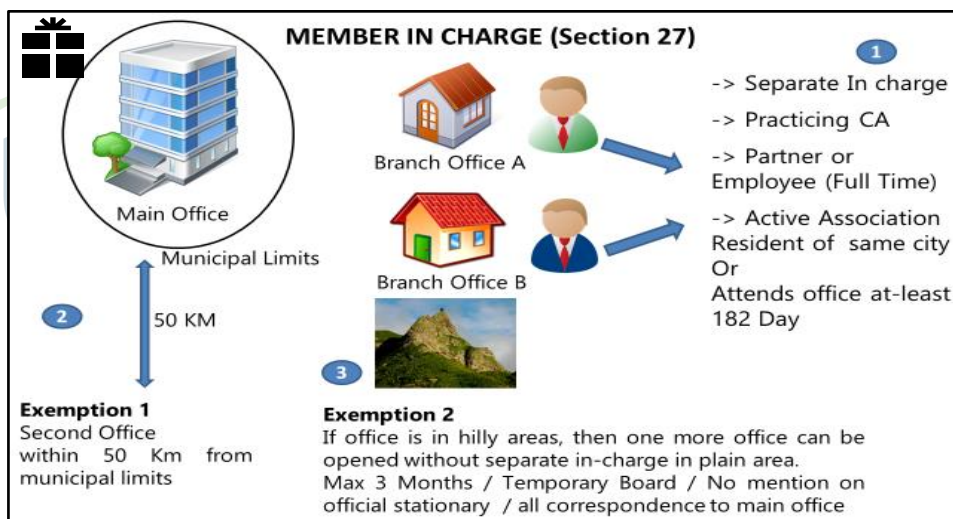 MEMBER IN CHARGE (Section 27)
Main Office
Municipal Limits
Branch Office A
Branch Office B
1
-> Separate In charge
-> Practicing CA
-> Partner or
Employee (Full Time)
-> Active Association
Resident of same city
Or
Attends office at-least
182 Day
2
50 KM
Exemption 1
Second Office
within 50 Km from
municipal limits
3
Exemption 2
If office is in hilly areas, then one more office can be
opened without separate in-charge in plain area.
Max 3 Months / Temporary Board / No mention on
official stationary / all correspondence to main office